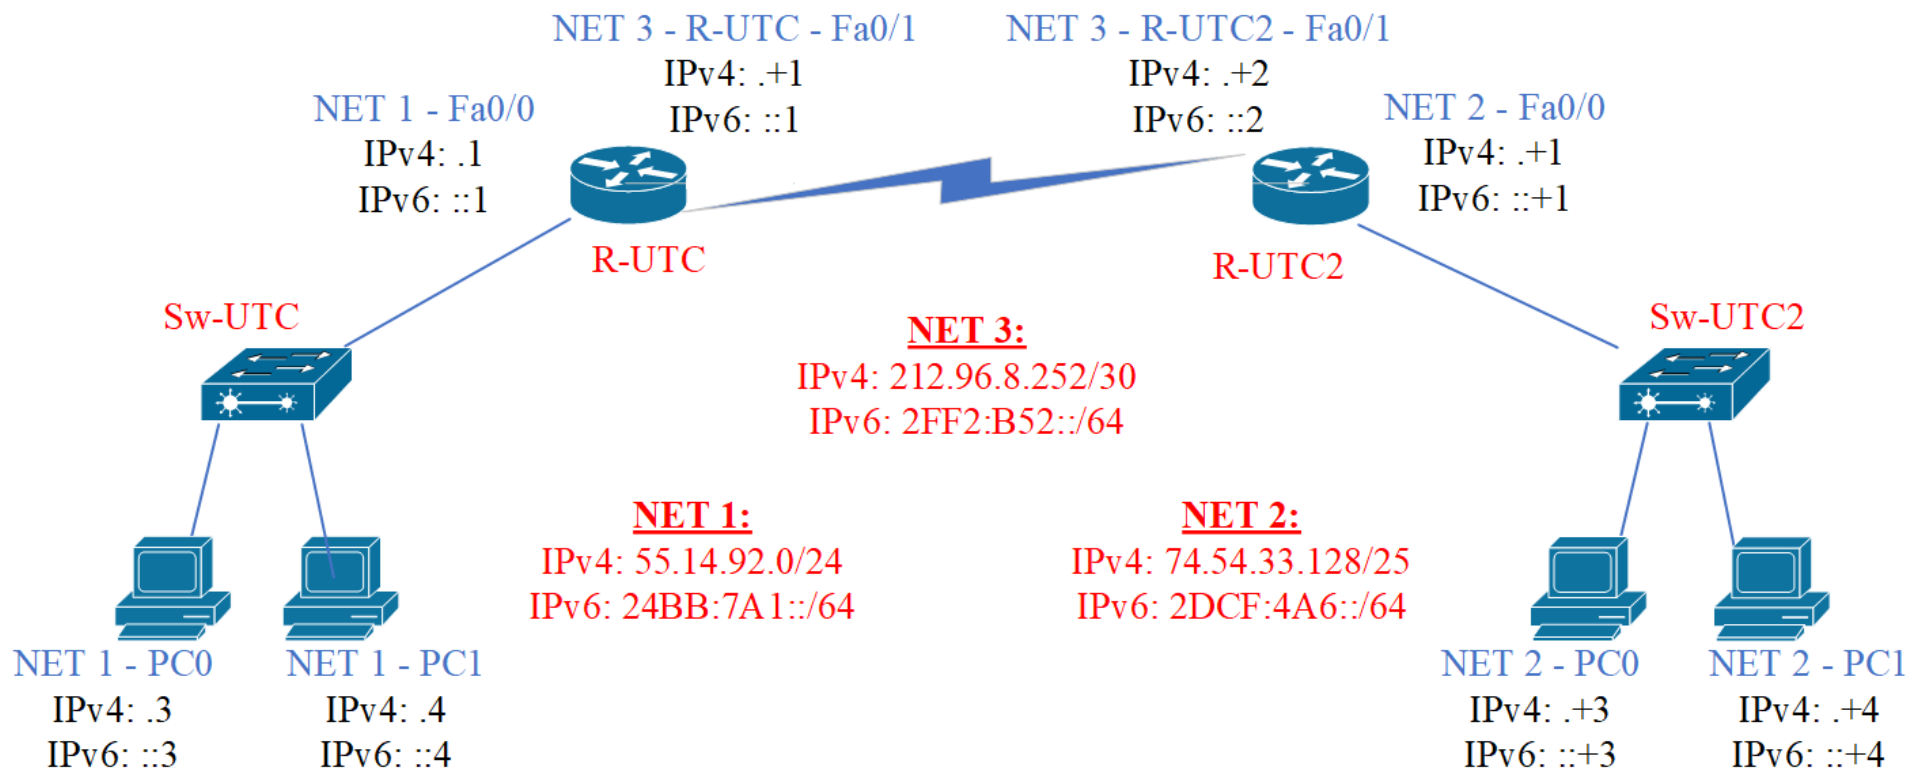 NET 3 - R-UTC - Fa0/1
IPv4: .+1
IPv6: ::1
NET 3 - R-UTC2 - Fa0/1
IPv4: .+2
IPv6: ::2
NET 1 - Fa0/0
IPv4: .1
IPv6: ::1
NET 2 - Fa0/0
IPv4: .+1
IPv6: ::+1
R-UTC
R-UTC2
Sw-UTC
Sw-UTC2
NET 3:
IPv4: 212.96.8.252/30
IPv6: 2FF2:B52::/64
NET 1:
IPv4: 55.14.92.0/24
IPv6: 24BB:7A1::/64
NET 2:
IPv4: 74.54.33.128/25
IPv6: 2DCF:4A6::/64
NET 1 - PC0
IPv4: .3
IPv6: ::3
NET 1 - PC1
IPv4: .4
IPv6: ::4
NET 2 - PC0
IPv4: .+3
IPv6: ::+3
NET 2 - PC1
IPv4: .+4
IPv6: ::+4